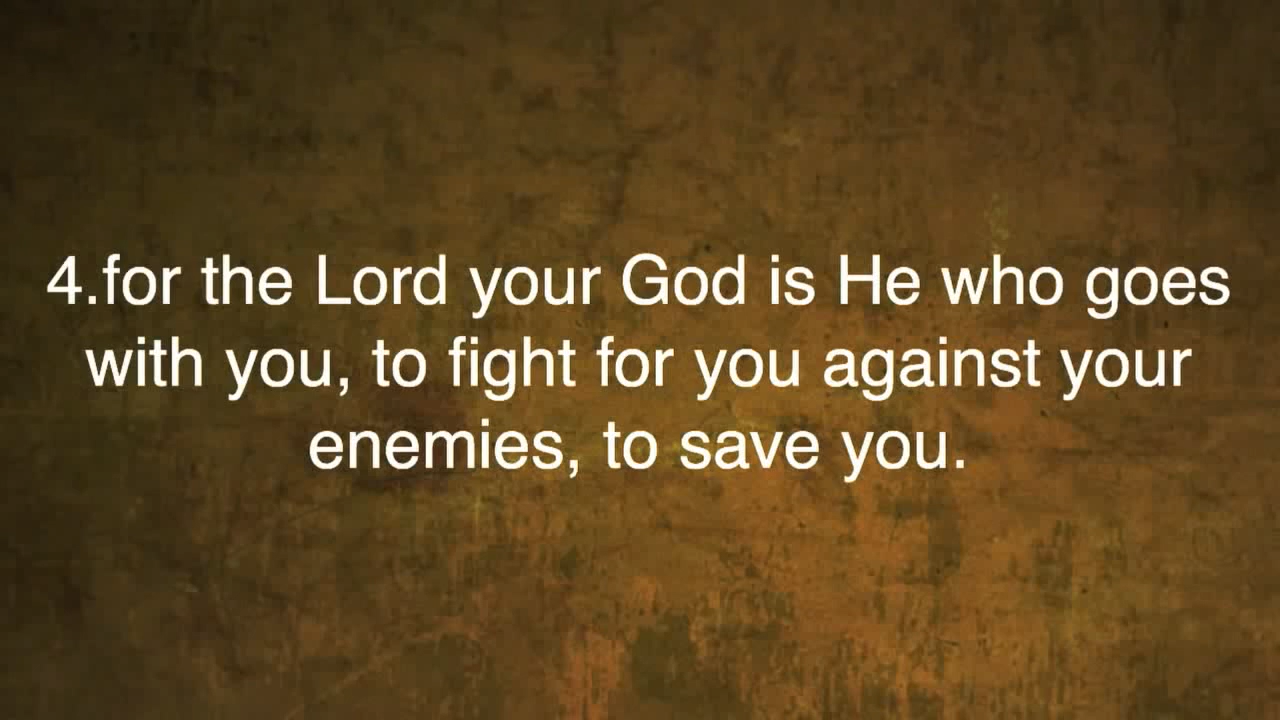 4.for the Lord your God is He who goes
with you, to fight for you against your
enemies, to save you.